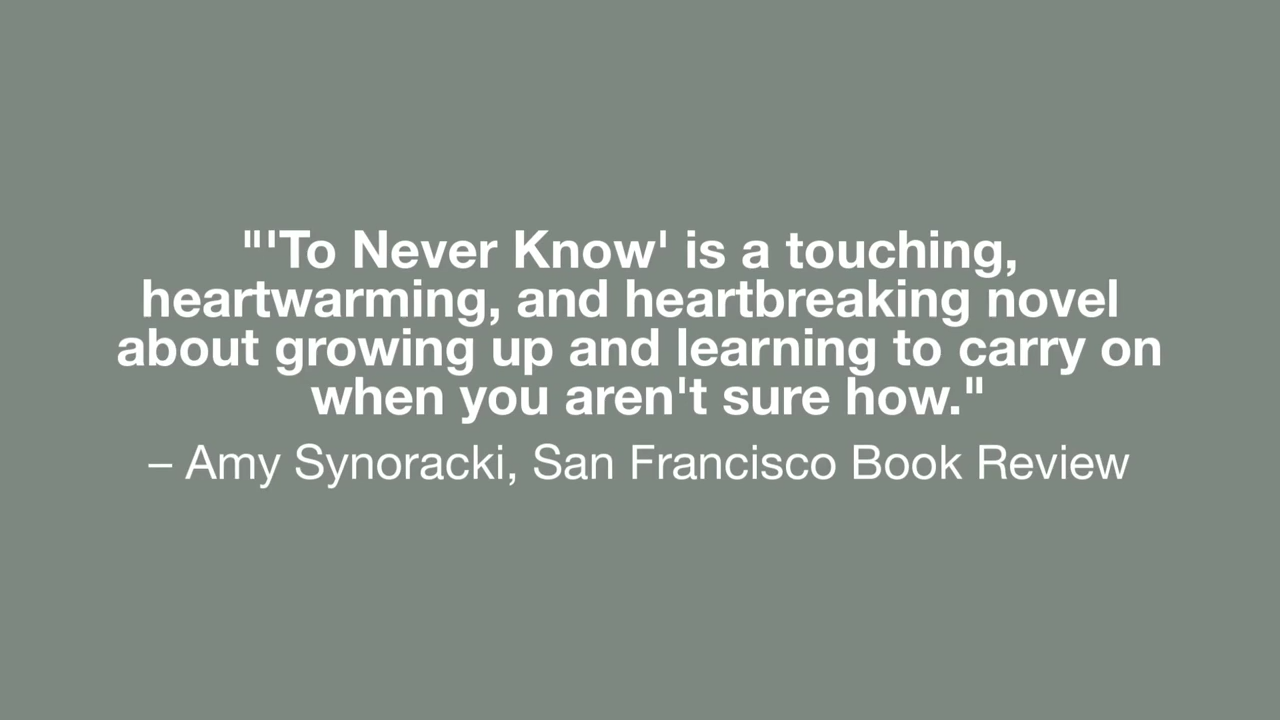 "'To Never Know' is a touching,
heartwarming, and heartbreaking novel
about growing up and learning to carry on
when you aren't sure how."
– Amy Synoracki, San Francisco Book Review